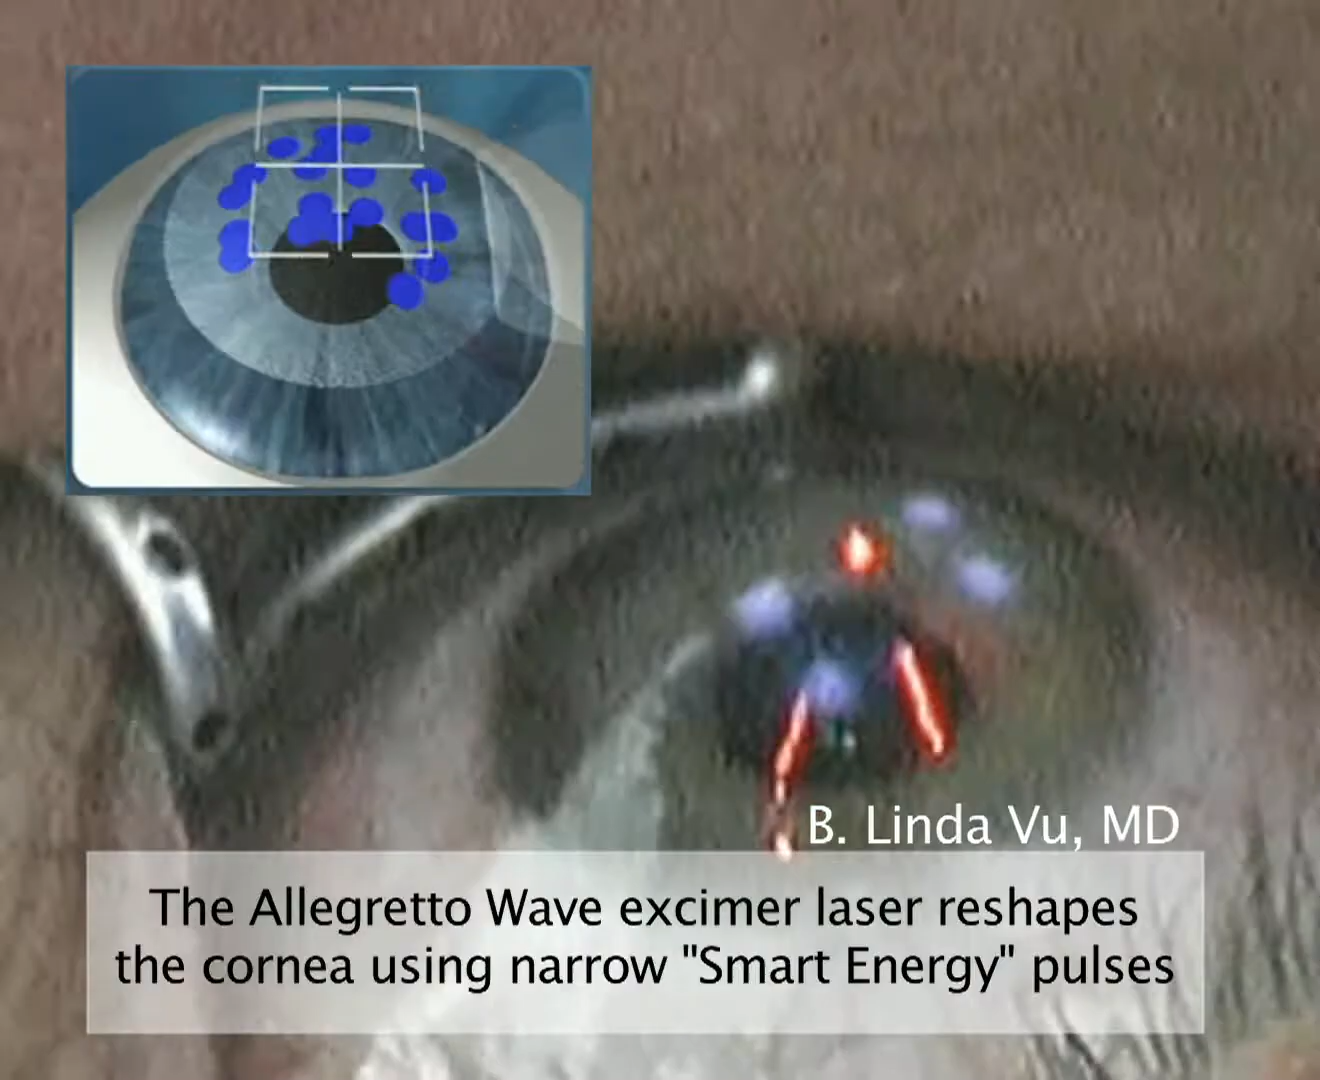 B. Linda Vu, MD
The Allegretto Wave excimer laser reshapes
the cornea using narrow "Smart Energy" pulses